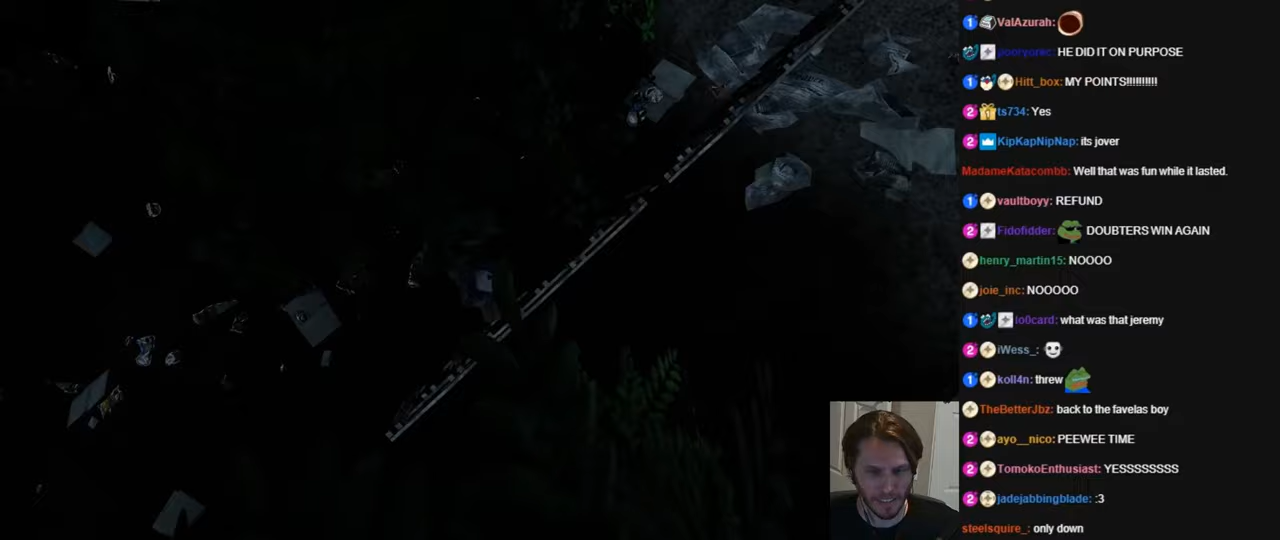 ValAzurah:
HE DID IT ON PURPOSE
Hitt_box: MY POINTS!!!!!!!!!!
ts734: Yes
KipKapNipNap: its jover
MadameKatacombb: Well that was fun while it lasted.
vaultboyy: REFUND
Fidofidder: DOUBTERS WIN AGAIN
henry_martin15: NOOOO
joie_inc: NOOOOO
lo0card: what was that jeremy
iWess_:
koll4n: threw
TheBetterJbz: back to the favelas boy
ayo__nico: PEEWEE TIME
TomokoEnthusiast: YESSSSSSSS
jadejabbingblade: :3
steelsquire_: only down